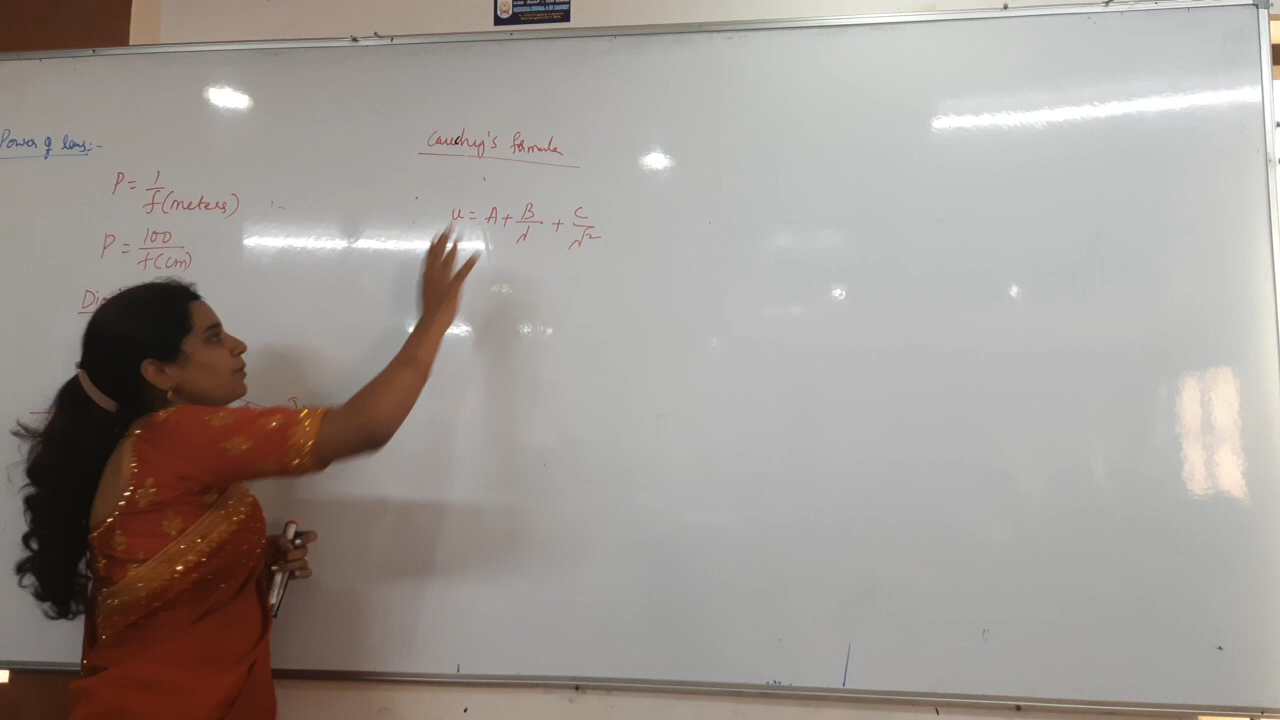 Power of lens:-
P = 1/f(meters)
P = 100/f(cm)
Cauchy's formula
μ = A + B/λ + C/λ²